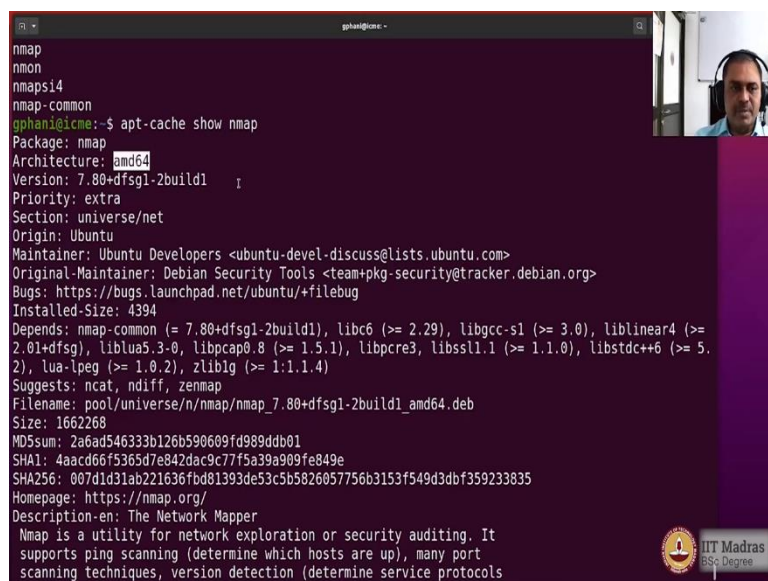 gphani@icme: ~
nmap
nmon
nmapsi4
nmap-common
gphani@icme:~$ apt-cache show nmap
Package: nmap
Architecture: amd64
Version: 7.80+dfsg1-2build1
Priority: extra
Section: universe/net
Origin: Ubuntu
Maintainer: Ubuntu Developers <ubuntu-devel-discuss@lists.ubuntu.com>
Original-Maintainer: Debian Security Tools <team+pkg-security@tracker.debian.org>
Bugs: https://bugs.launchpad.net/ubuntu/+filebug
Installed-Size: 4394
Depends: nmap-common (= 7.80+dfsg1-2build1), libc6 (>= 2.29), libgcc-s1 (>= 3.0), liblinear4 (>=
2.01+dfsg), liblua5.3-0, libpcap0.8 (>= 1.5.1), libpcre3, libssl1.1 (>= 1.1.0), libstdc++6 (>= 5.
2), lua-lpeg (>= 1.0.2), zlib1g (>= 1:1.1.4)
Suggests: ncat, ndiff, zenmap
Filename: pool/universe/n/nmap/nmap_7.80+dfsg1-2build1_amd64.deb
Size: 1662268
MD5sum: 2a6ad546333b126b590609fd989ddb01
SHA1: 4aacd66f5365d7e842dac9c77f5a39a909fe849e
SHA256: 007d1d31ab221636fbd81393de53c5b5826057756b3153f549d3dbf359233835
Homepage: https://nmap.org/
Description-en: The Network Mapper
Nmap is a utility for network exploration or security auditing. It
supports ping scanning (determine which hosts are up), many port
scanning techniques, version detection (determine service protocols
IIT Madras
BSc Degree